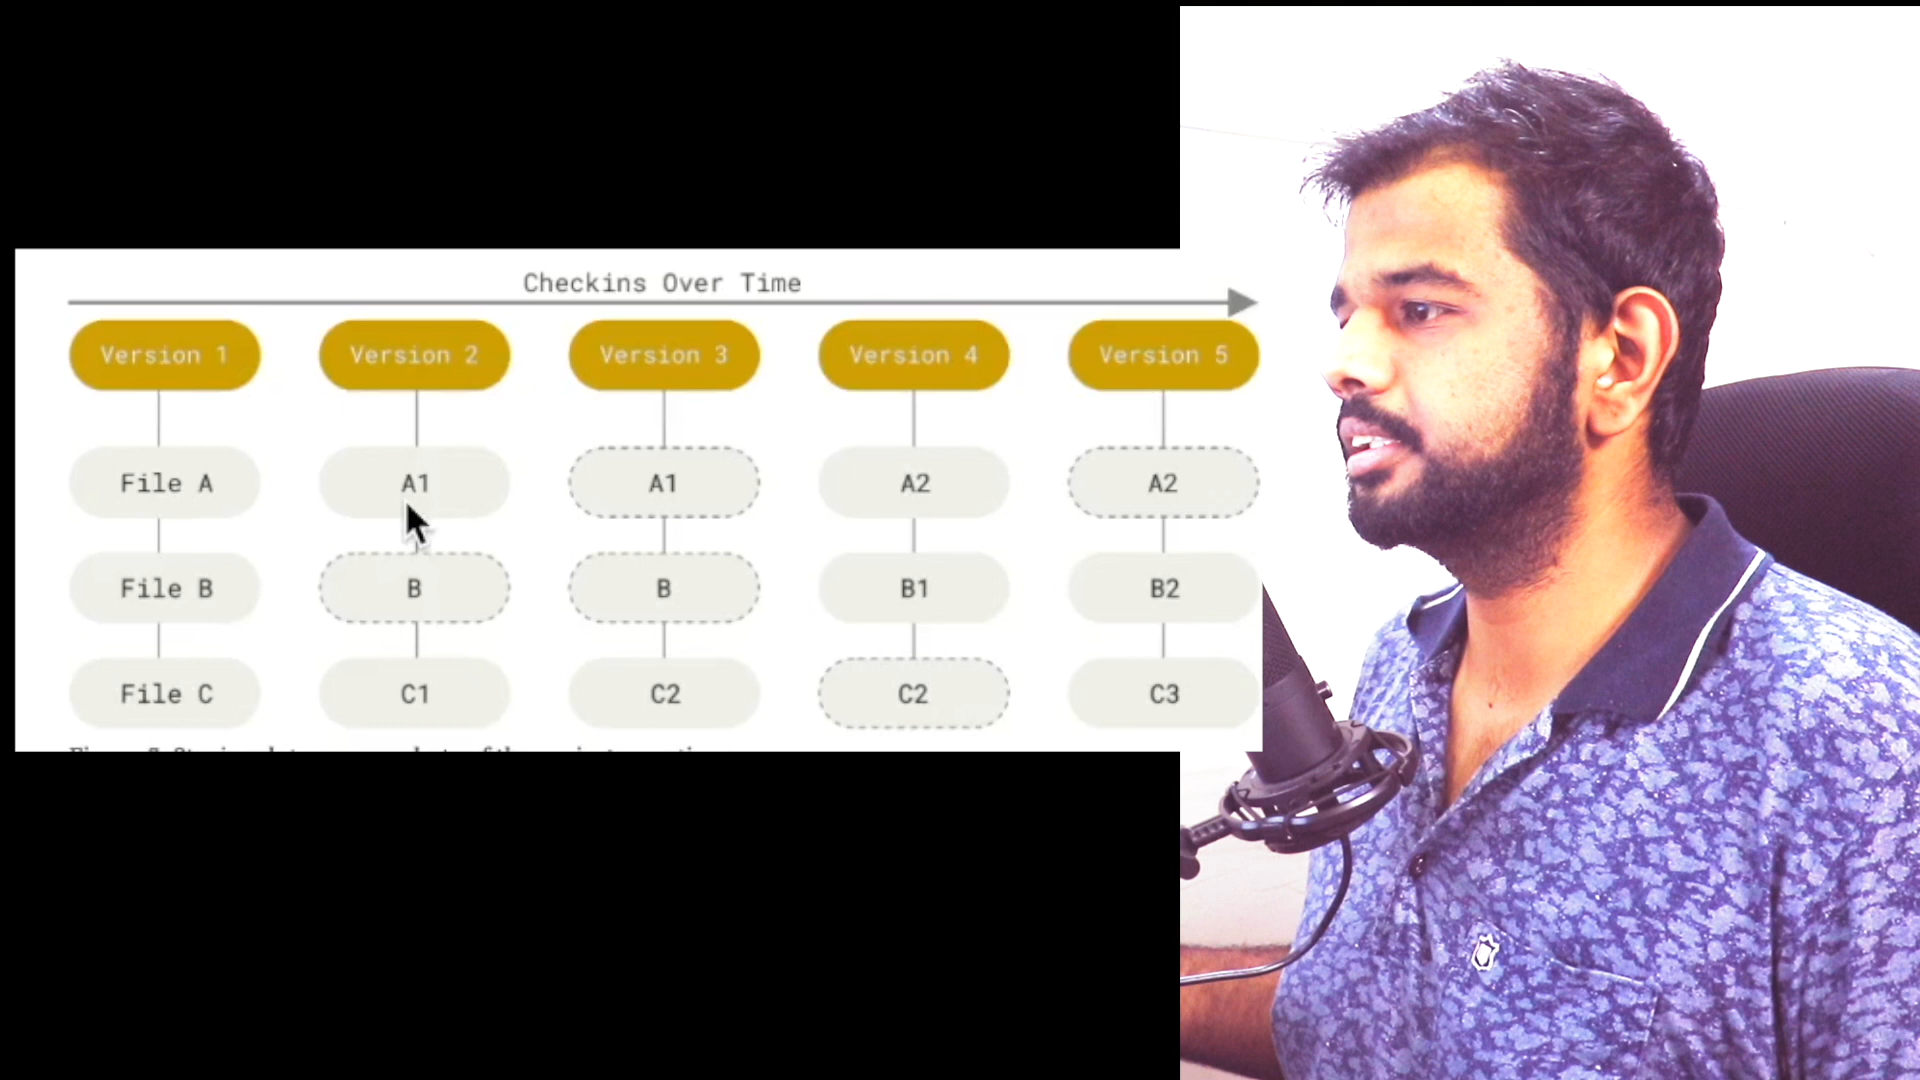 Checkins Over Time
Version 1 Version 2 Version 3 Version 4 Version 5
File A A1 A1 A2 A2
File B B B B1 B2
File C C1 C2 C2 C3